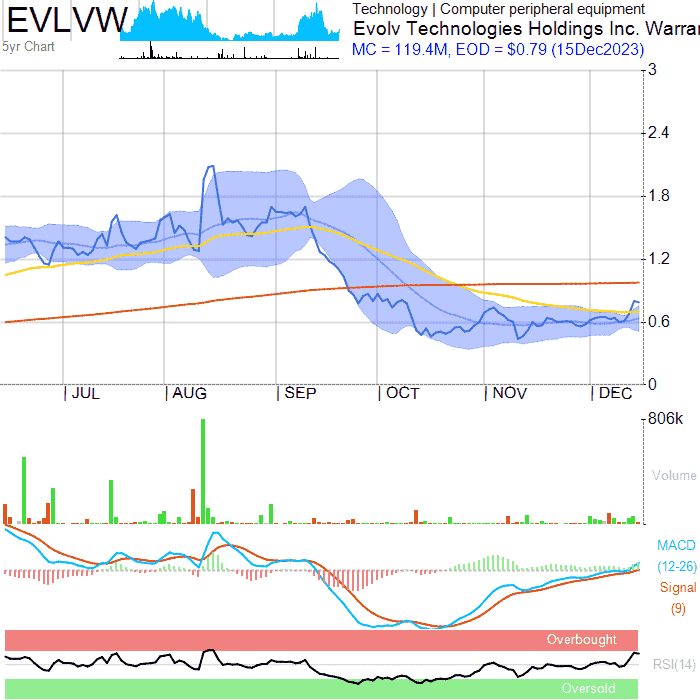 EVLVW
5yr Chart
Technology | Computer peripheral equipment
Evolv Technologies Holdings Inc. Warran
MC = 119.4M, EOD = $0.79 (15Dec2023)
3
2.4
1.8
1.2
0.6
0
| JUL | AUG | SEP | OCT | NOV | DEC
806k
Volume
MACD
(12-26)
Signal
(9)
Overbought
RSI(14)
Oversold